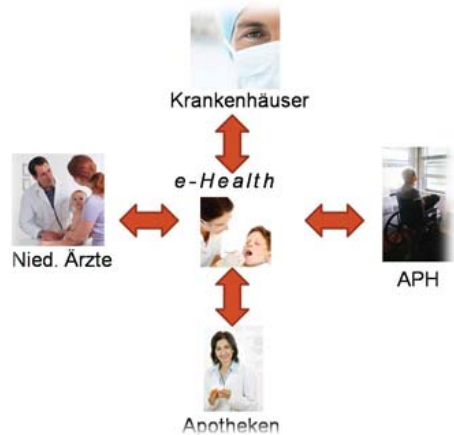 Krankenhäuser
e-Health
Nied. Ärzte
APH
Apotheken